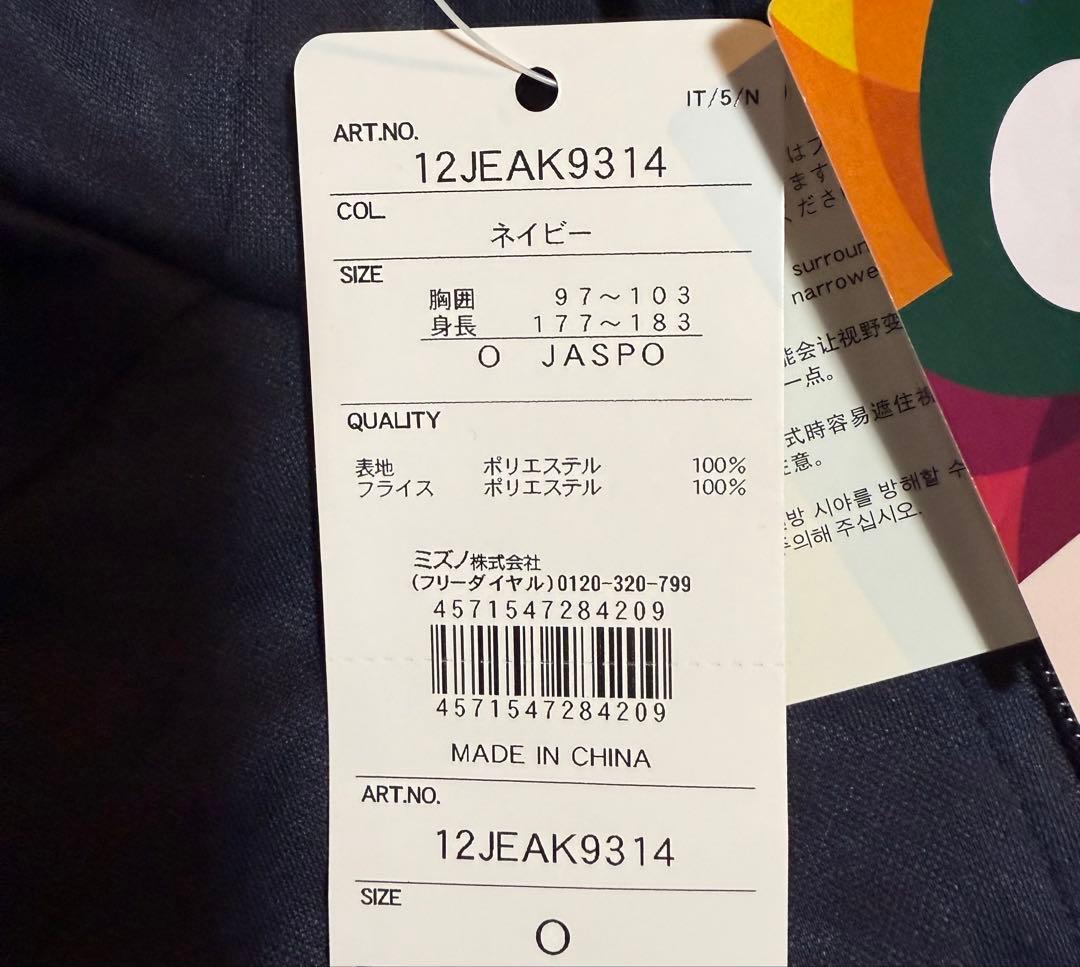 IT/5/N
ART.NO.
12JEAK9314
COL.
ネイビー
SIZE
胸囲 97～103
身長 177～183
O JASPO
QUALITY
表地 ポリエステル 100%
フライス ポリエステル 100%
ミズノ株式会社
(フリーダイヤル)0120-320-799
4571547284209
4571547284209
MADE IN CHINA
ART.NO.
12JEAK9314
SIZE
O
は
ます
ださ
surroun
narrowe
能会让视野变
一点。
式時容易遮住視
意。
방 시야를 방해할 수
의해 주십시오.